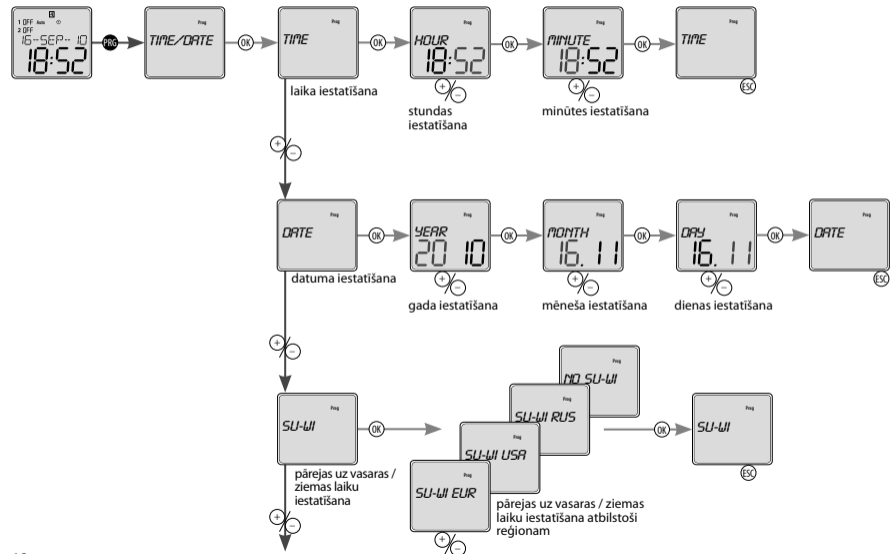 1 OFF Auto
2 OFF
16-SEP--10
18:52
PRG
Prog
TIME/DATE
OK
Prog
TIME
OK
Prog
HOUR
18:52
OK
Prog
MINUTE
18:52
OK
Prog
TIME
ESC
laika iestatīšana
+/−
stundas
iestatīšana
+/−
minūtes iestatīšana
+/−
Prog
DATE
OK
Prog
YEAR
20 10
OK
Prog
MONTH
16. 11
OK
Prog
DAY
16. 11
OK
Prog
DATE
ESC
datuma iestatīšana
+/−
gada iestatīšana
+/−
mēneša iestatīšana
+/−
dienas iestatīšana
+/−
Prog
SU-WI
OK
Prog
NO SU-WI
Prog
SU-WI RUS
Prog
SU-WI USA
Prog
SU-WI EUR
OK
Prog
SU-WI
ESC
pārejas uz vasaras /
ziemas laiku
iestatīšana
+/−
pārejas uz vasaras / ziemas
laiku iestatīšana atbilstoši
reģionam
+/−